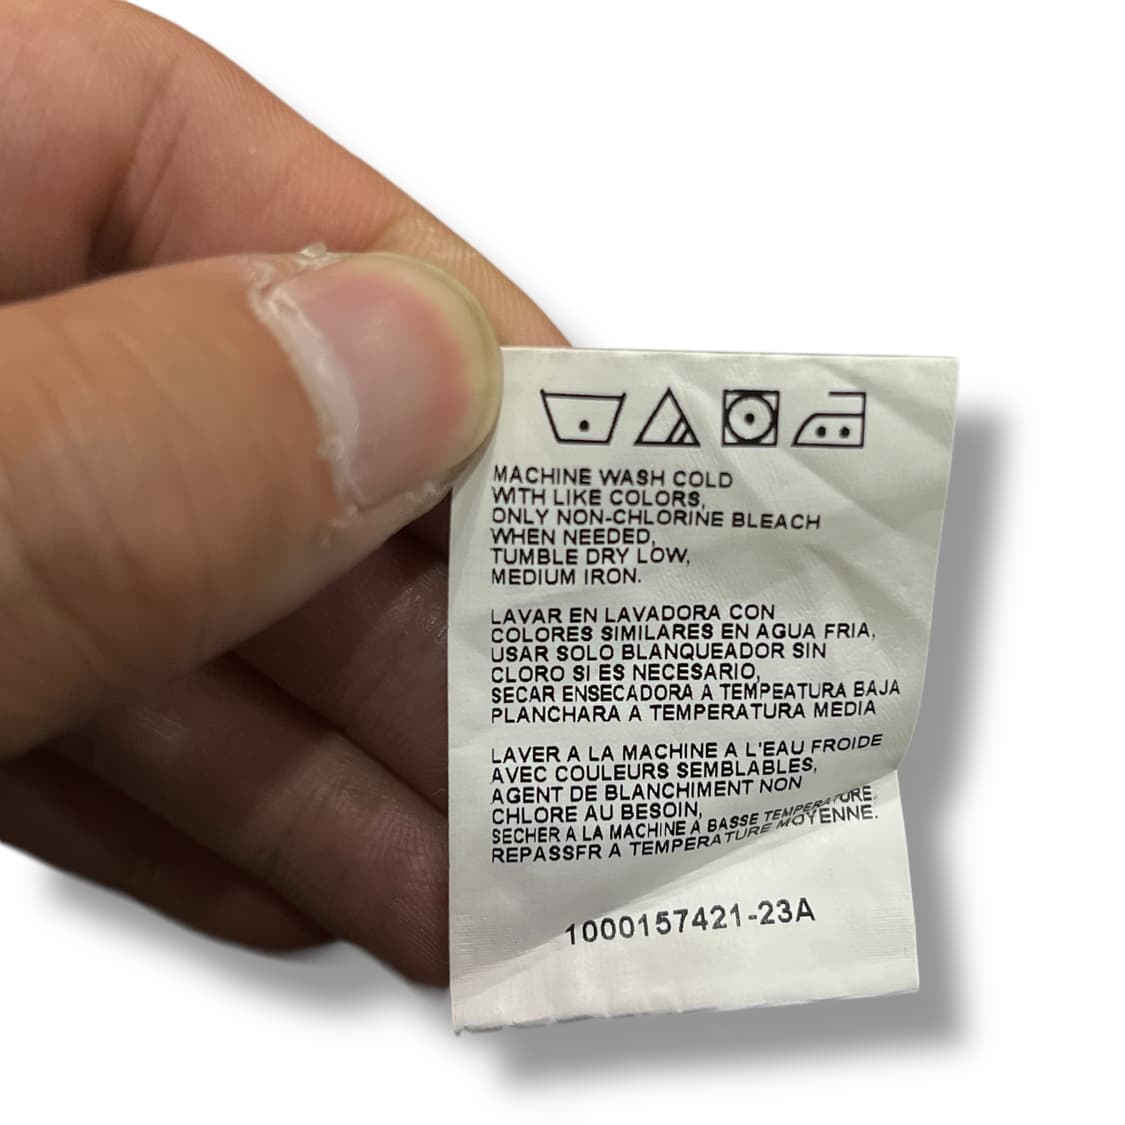 MACHINE WASH COLD
WITH LIKE COLORS,
ONLY NON-CHLORINE BLEACH
WHEN NEEDED,
TUMBLE DRY LOW,
MEDIUM IRON.
LAVAR EN LAVADORA CON
COLORES SIMILARES EN AGUA FRIA,
USAR SOLO BLANQUEADOR SIN
CLORO SI ES NECESARIO,
SECAR ENSECADORA A TEMPEATURA BAJA
PLANCHARA A TEMPERATURA MEDIA
LAVER A LA MACHINE A L'EAU FROIDE
AVEC COULEURS SEMBLABLES,
AGENT DE BLANCHIMENT NON
CHLORE AU BESOIN,
SECHER A LA MACHINE A BASSE TEMPERATURE,
REPASSFR A TEMPERATURE MOYENNE.
1000157421-23A